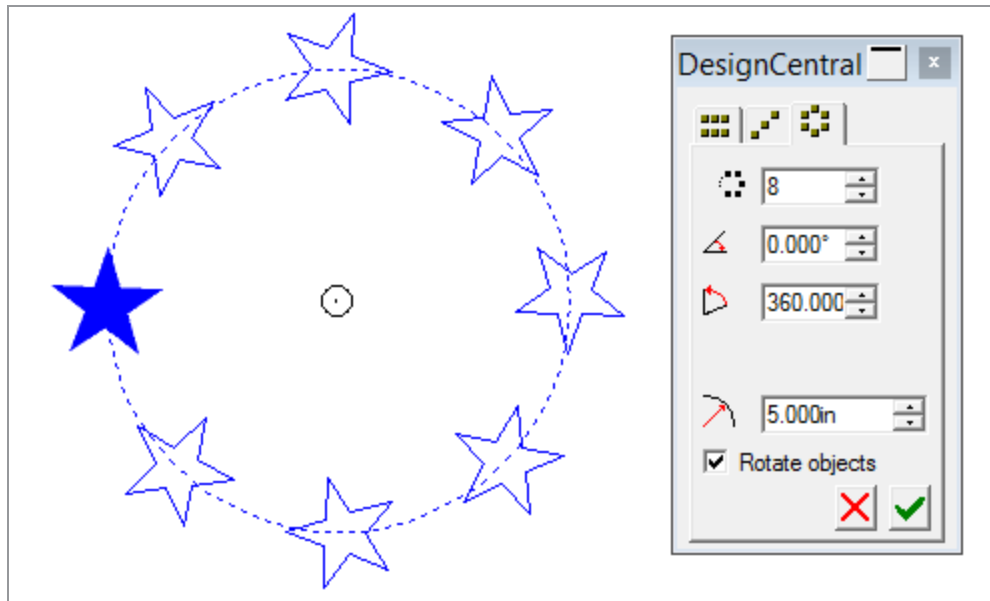 DesignCentral
8
0.000°
360.000
5.000in
Rotate objects